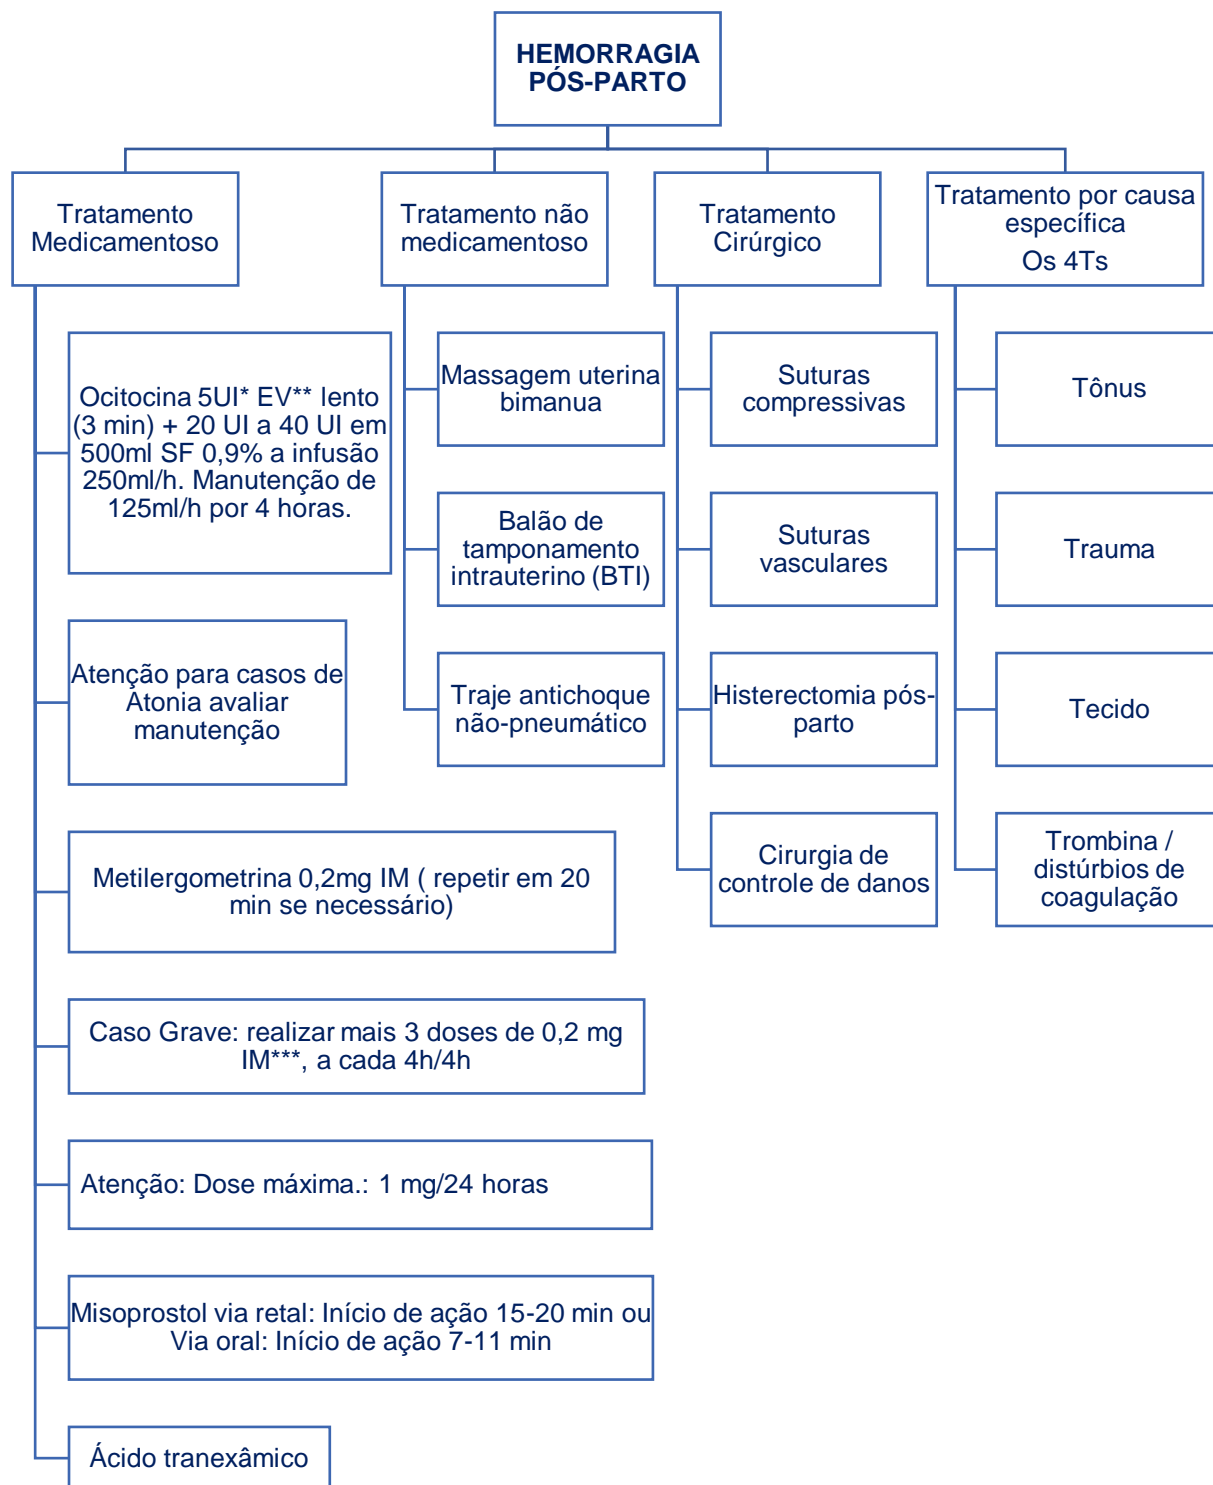 HEMORRAGIA
PÓS-PARTO
Tratamento
Medicamentoso
Ocitocina 5UI* EV** lento
(3 min) + 20 UI a 40 UI em
500ml SF 0,9% a infusão
250ml/h. Manutenção de
125ml/h por 4 horas.
Atenção para casos de
Atonia avaliar
manutenção
Metilergometrina 0,2mg IM ( repetir em 20
min se necessário)
Caso Grave: realizar mais 3 doses de 0,2 mg
IM***, a cada 4h/4h
Atenção: Dose máxima.: 1 mg/24 horas
Misoprostol via retal: Início de ação 15-20 min ou
Via oral: Início de ação 7-11 min
Ácido tranexâmico
Tratamento não
medicamentoso
Massagem uterina
bimanua
Balão de
tamponamento
intrauterino (BTI)
Traje antichoque
não-pneumático
Tratamento
Cirúrgico
Suturas
compressivas
Suturas
vasculares
Histerectomia pós-
parto
Cirurgia de
controle de danos
Tratamento por causa
específica
Os 4Ts
Tônus
Trauma
Tecido
Trombina /
distúrbios de
coagulação